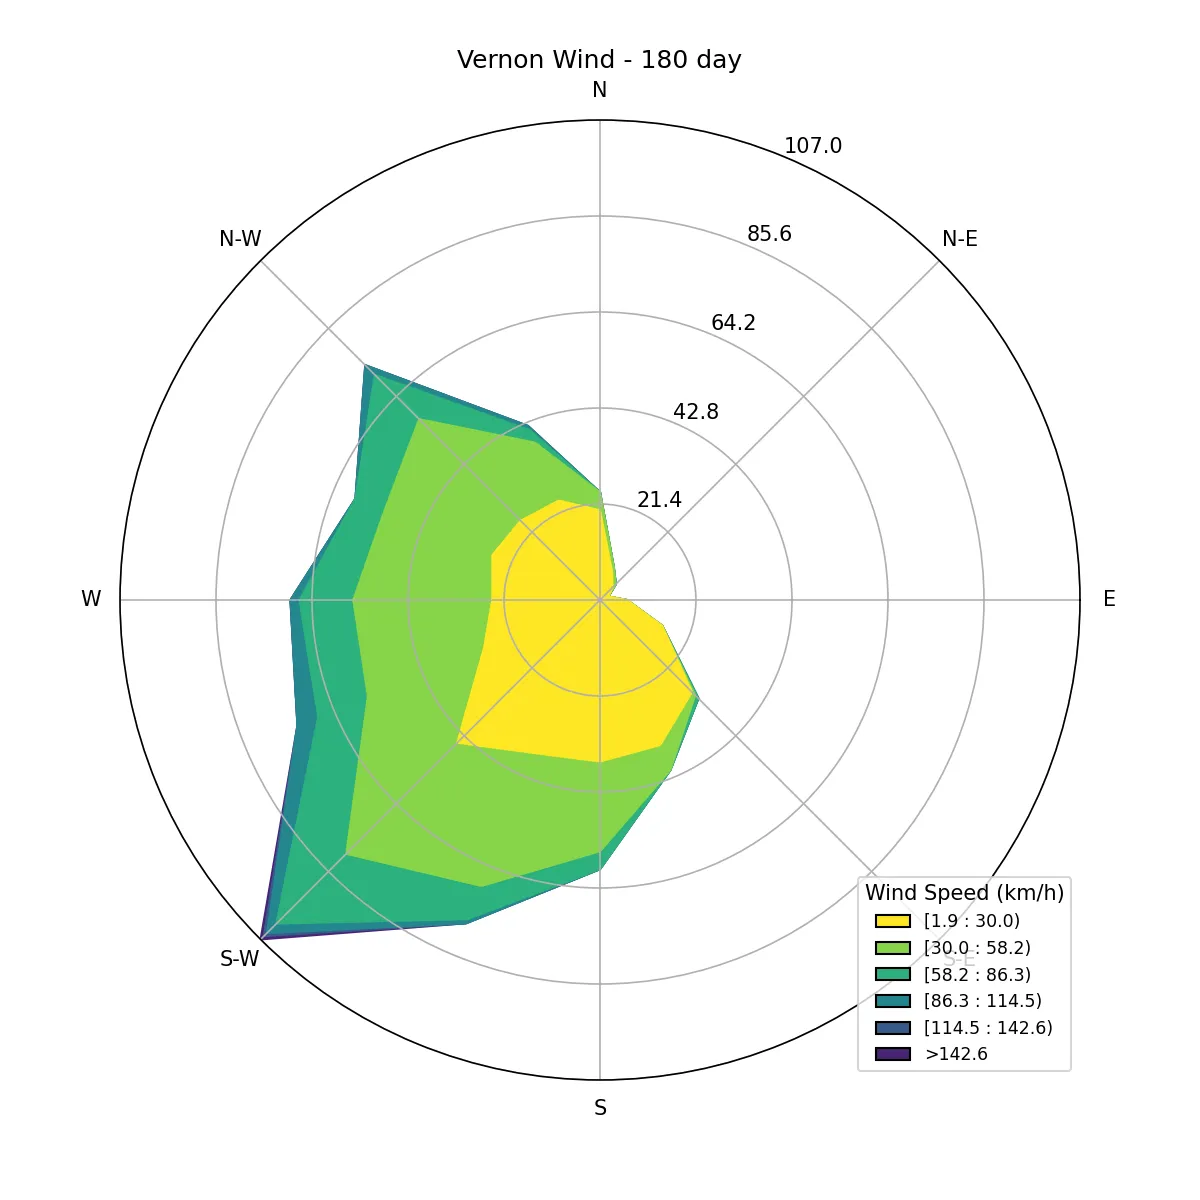 Vernon Wind - 180 day
N
107.0
85.6
N-W
N-E
64.2
42.8
21.4
W
E
Wind Speed (km/h)
[1.9 : 30.0)
[30.0 : 58.2)
S-W
S-E
[58.2 : 86.3)
[86.3 : 114.5)
[114.5 : 142.6)
>142.6
S